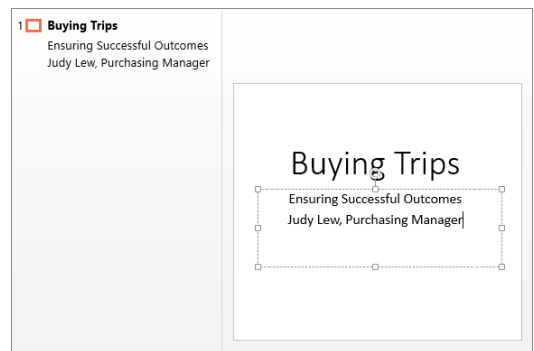 1 Buying Trips
Ensuring Successful Outcomes
Judy Lew, Purchasing Manager
Buying Trips
Ensuring Successful Outcomes
Judy Lew, Purchasing Manager